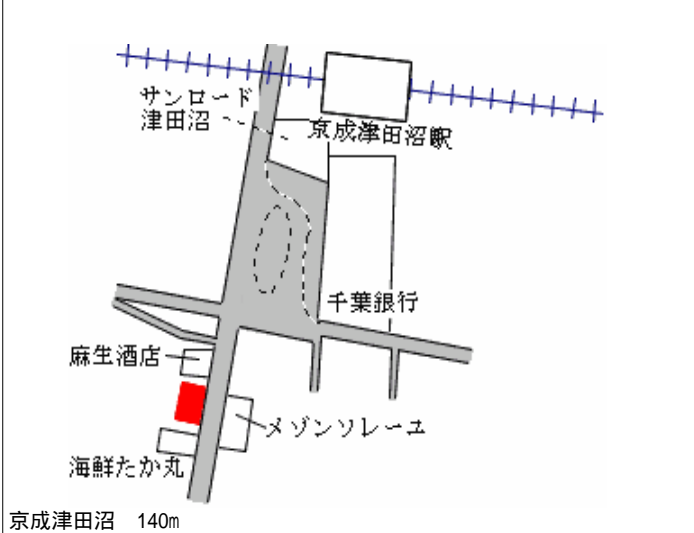 サンロード
津田沼
京成津田沼駅
千葉銀行
麻生酒店
メゾンソレーユ
海鮮たか丸
京成津田沼　140m